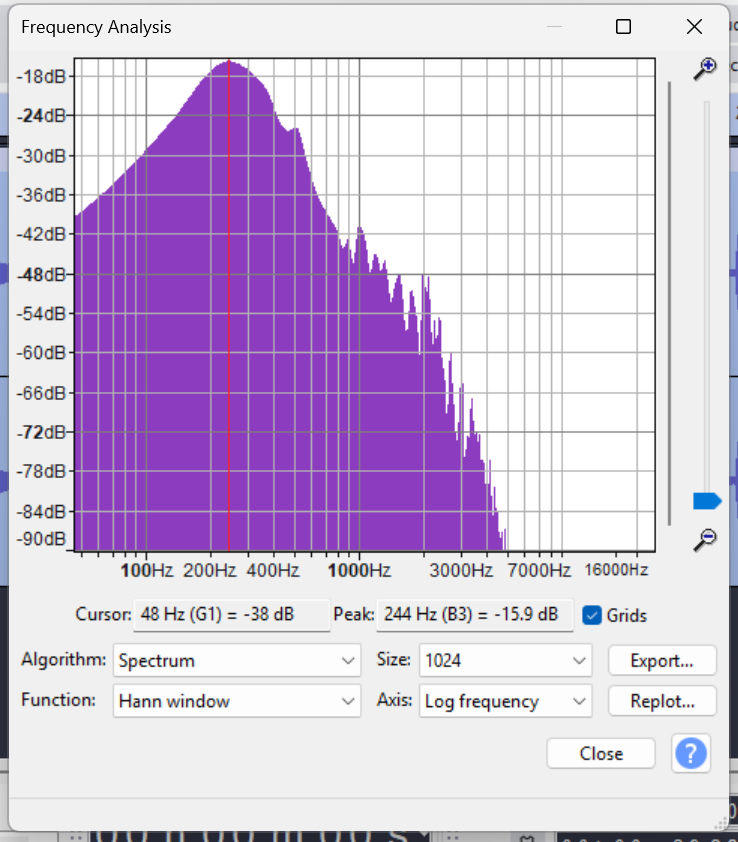 Frequency Analysis
-18dB
-24dB
-30dB
-36dB
-42dB
-48dB
-54dB
-60dB
-66dB
-72dB
-78dB
-84dB
-90dB
100Hz 200Hz 400Hz 1000Hz 3000Hz 7000Hz 16000Hz
Cursor: 48 Hz (G1) = -38 dB Peak: 244 Hz (B3) = -15.9 dB Grids
Algorithm: Spectrum Size: 1024 Export...
Function: Hann window Axis: Log frequency Replot...
Close ?